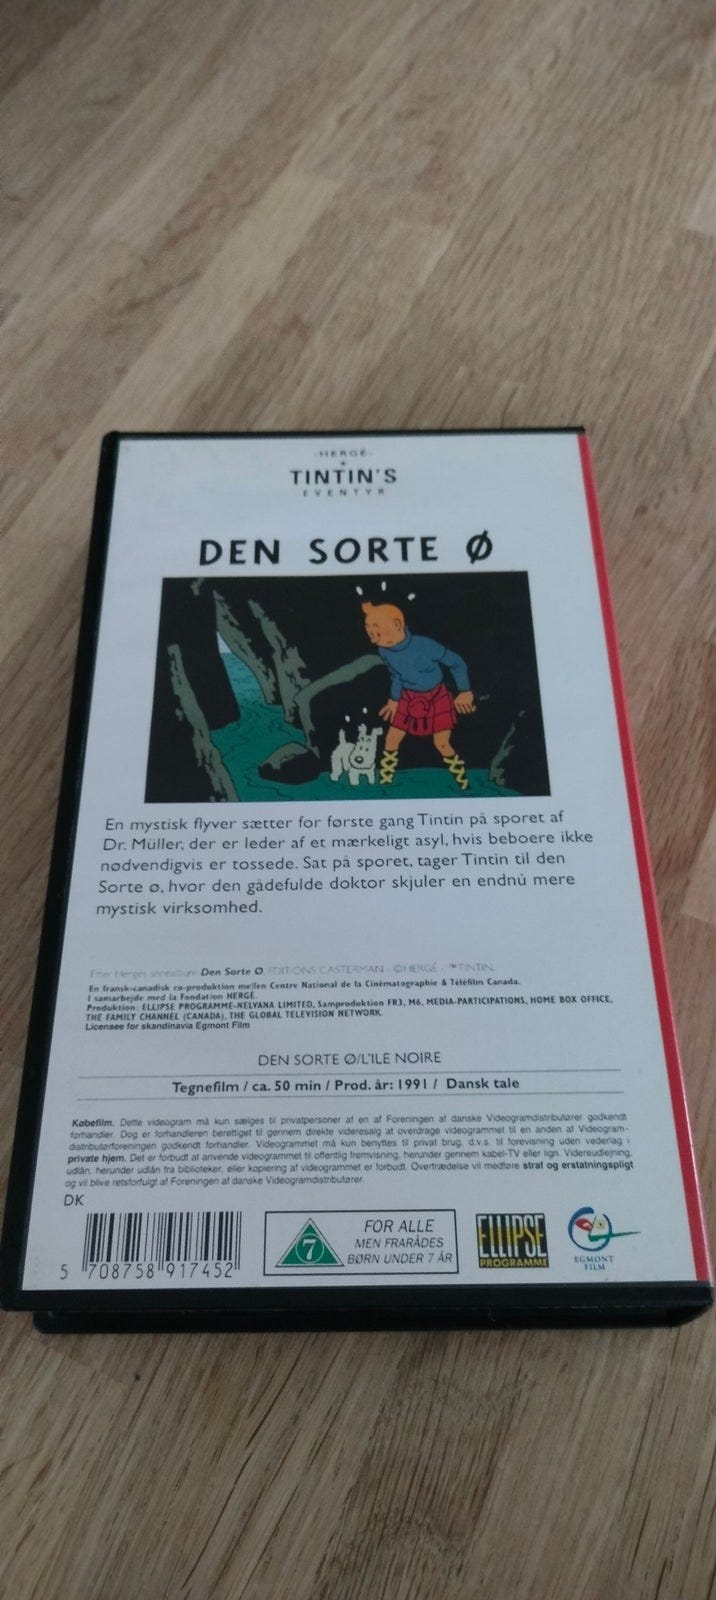 -HERGÉ-
TINTIN'S
EVENTYR
DEN SORTE Ø
En mystisk flyver sætter for første gang Tintin på sporet af
Dr. Müller, der er leder af et mærkeligt asyl, hvis beboere ikke
nødvendigvis er tossede. Sat på sporet, tager Tintin til den
Sorte ø, hvor den gådefulde doktor skjuler en endnu mere
mystisk virksomhed.
Efter Hergés Den Sorte Ø, EDITIONS CASTERMAN - ©HERGÉ - ™TINTIN
En fransk-canadisk co-produktion mellen Centre National de la Cinématographie & Téléfilm Canada.
I samarbejde med la Fondation HERGÉ.
Produktion: ELLIPSE PROGRAMME-NELVANA LIMITED, Samproduktion FR3, M6, MEDIA-PARTICIPATIONS, HOME BOX OFFICE,
THE FAMILY CHANNEL (CANADA), THE GLOBAL TELEVISION NETWORK.
Licensee for skandinavia Egmont Film
DEN SORTE Ø/L'ILE NOIRE
Tegnefilm / ca. 50 min / Prod. år: 1991 / Dansk tale
Købefilm. Dette videogram må kun sælges til privatpersoner af en af Foreningen af danske Videogramdistributører godkendt
forhandler. Dog er forhandleren berettiget til gennem direkte videresalg at overdrage videogrammet til en anden af Videogram-
distributørforeningen godkendt forhandler. Videogrammet må kun benyttes til privat brug, d.v.s. til forevisning uden vederlag i
private hjem. Det er forbudt at anvende videogrammet til offentlig fremvisning, herunder gennem kabel-TV eller lign. Videreudlejning,
udlån, herunder udlån fra biblioteker, eller kopiering af videogrammet er forbudt. Overtrædelse vil medføre straf og erstatningspligt
og vil blive retsforfulgt af Foreningen af danske Videogramdistributører.
DK
5 708758 917452
7
FOR ALLE
MEN FRARÅDES
BØRN UNDER 7 ÅR
ELLIPSE
PROGRAMME
EGMONT
FILM